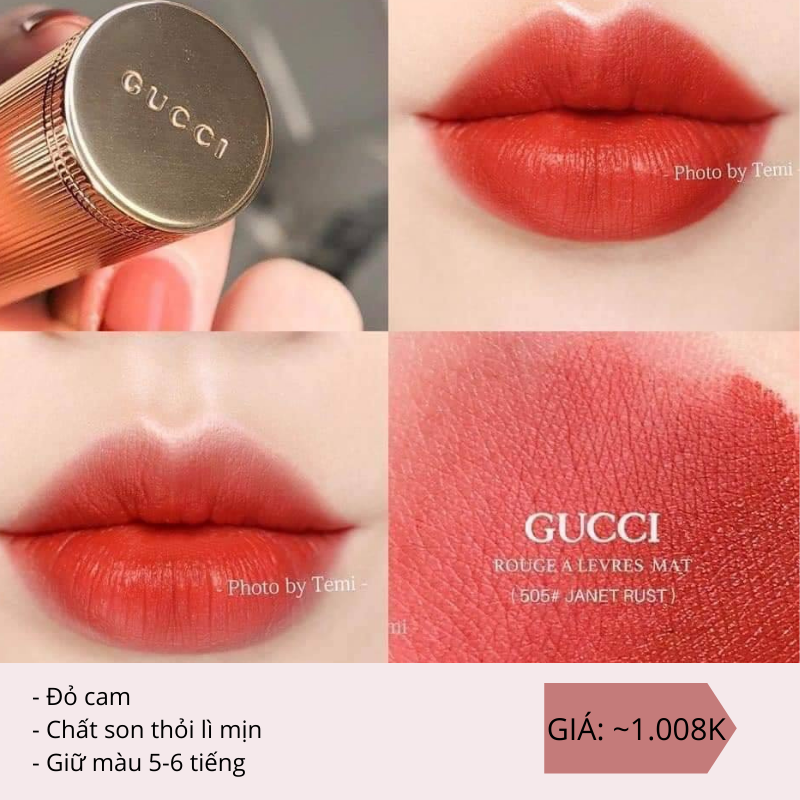 GUCCI
- Photo by Temi -
- Photo by Temi -
GUCCI
ROUGE A LEVRES MAT
(505# JANET RUST)
mi -
- Đỏ cam
- Chất son thỏi lì mịn
- Giữ màu 5-6 tiếng
GIÁ: ~1.008K